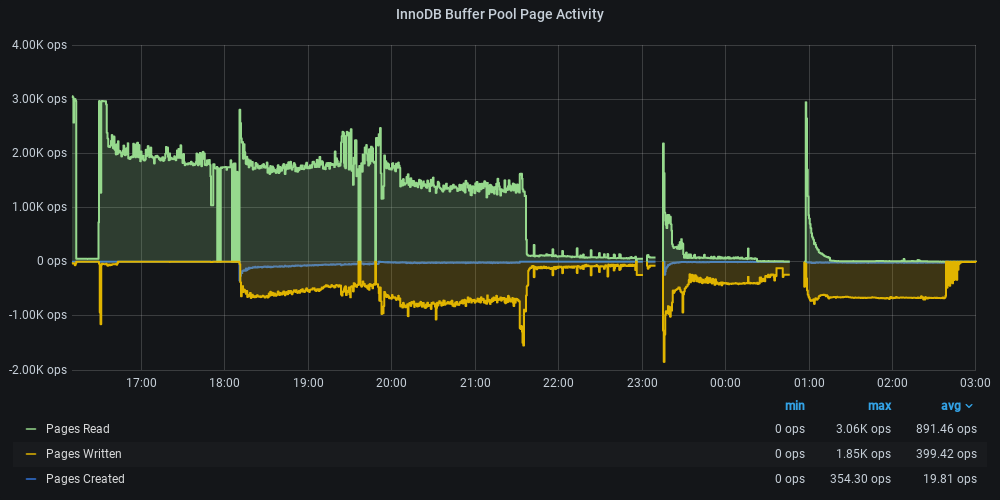 InnoDB Buffer Pool Page Activity
4.00K ops
3.00K ops
2.00K ops
1.00K ops
0 ops
-1.00K ops
-2.00K ops
17:00 18:00 19:00 20:00 21:00 22:00 23:00 00:00 01:00 02:00 03:00
min max avg
Pages Read 0 ops 3.06K ops 891.46 ops
Pages Written 0 ops 1.85K ops 399.42 ops
Pages Created 0 ops 354.30 ops 19.81 ops